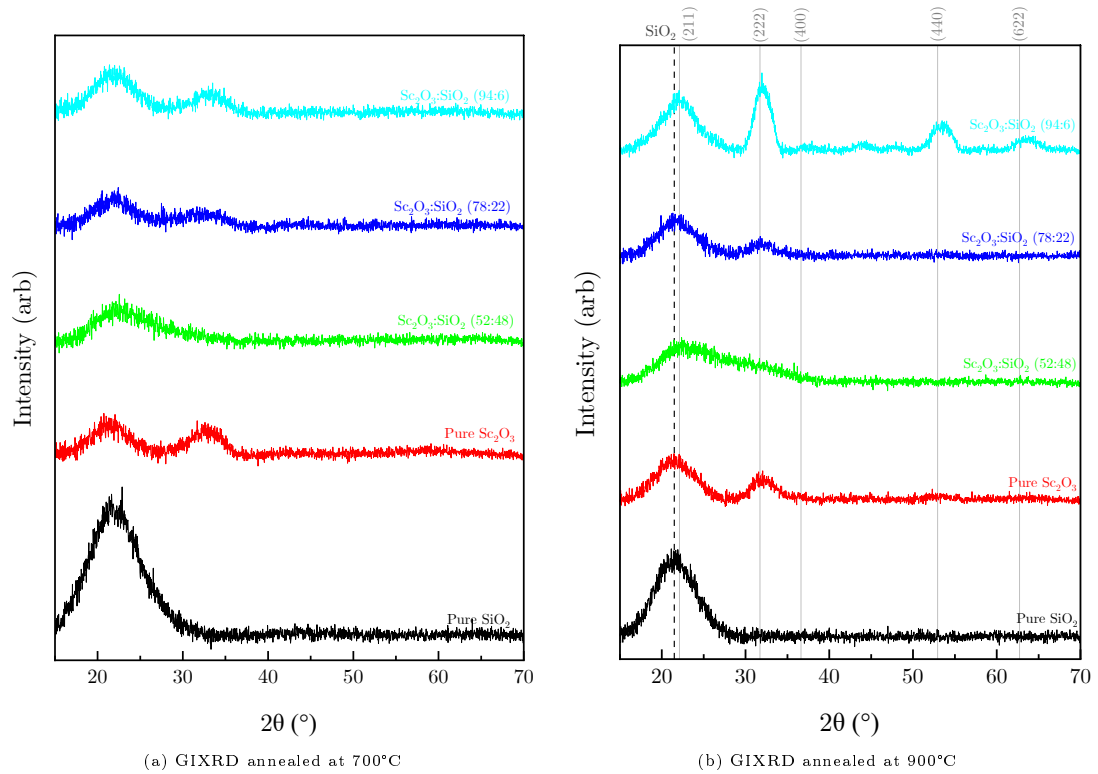 Intensity (arb)
Sc₂O₃:SiO₂ (94:6)
Sc₂O₃:SiO₂ (78:22)
Sc₂O₃:SiO₂ (52:48)
Pure Sc₂O₃
Pure SiO₂
20 30 40 50 60 70
2θ (°)
(a) GIXRD annealed at 700°C
SiO₂ (211) (222) (400) (440) (622)
Intensity (arb)
Sc₂O₃:SiO₂ (94:6)
Sc₂O₃:SiO₂ (78:22)
Sc₂O₃:SiO₂ (52:48)
Pure Sc₂O₃
Pure SiO₂
20 30 40 50 60 70
2θ (°)
(b) GIXRD annealed at 900°C